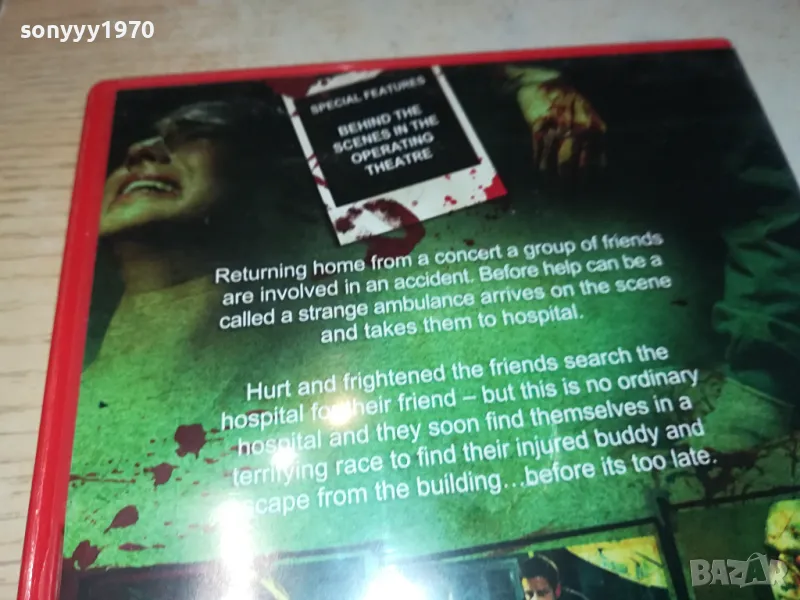 sonyyy1970
SPECIAL FEATURES
BEHIND THE
SCENES IN THE
OPERATING
THEATRE
Returning home from a concert a group of friends
are involved in an accident. Before help can be a
called a strange ambulance arrives on the scene
and takes them to hospital.
Hurt and frightened the friends search the
hospital for their friend – but this is no ordinary
hospital and they soon find themselves in a
terrifying race to find their injured buddy and
escape from the building...before its too late.
BAZAR.bg